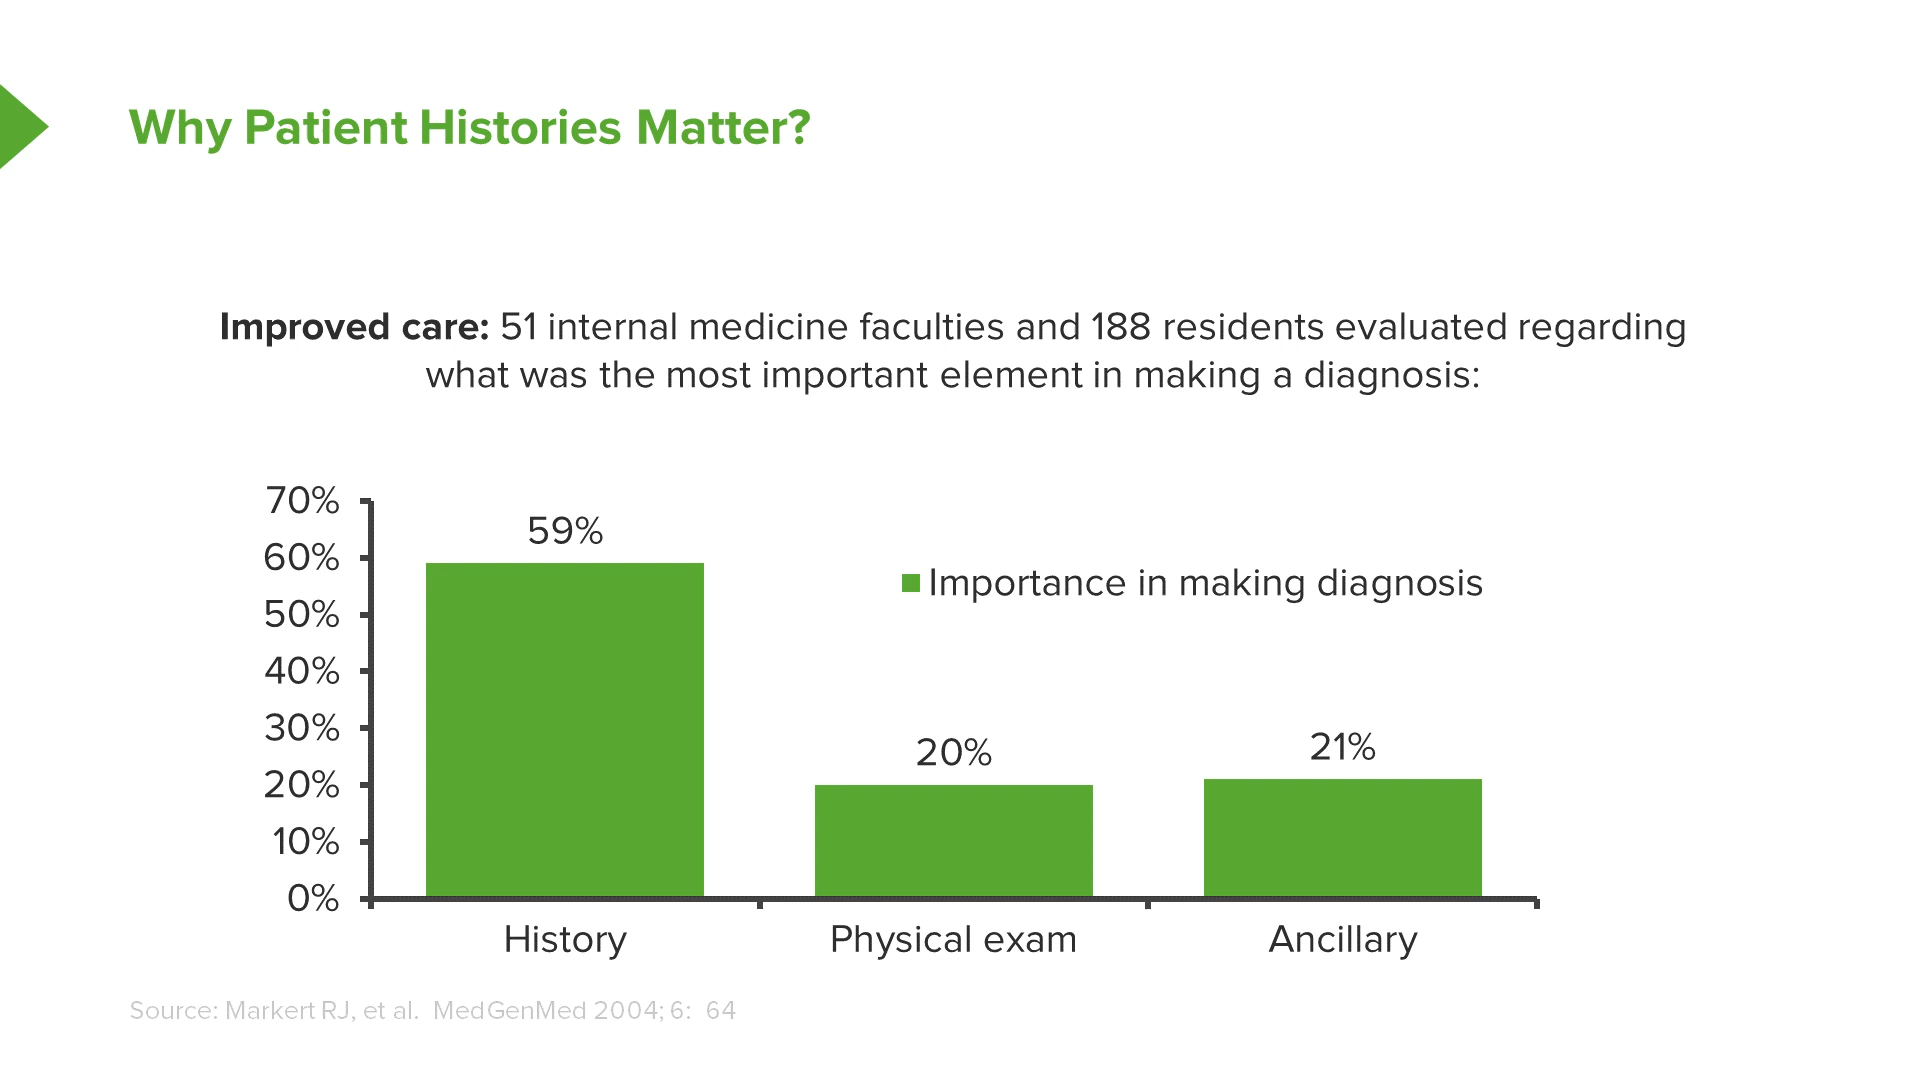 Why Patient Histories Matter?
Improved care: 51 internal medicine faculties and 188 residents evaluated regarding
what was the most important element in making a diagnosis:
70%
60%
50%
40%
30%
20%
10%
0%
59%
20%
21%
Importance in making diagnosis
History
Physical exam
Ancillary
Source: Markert RJ, et al. MedGenMed 2004; 6: 64